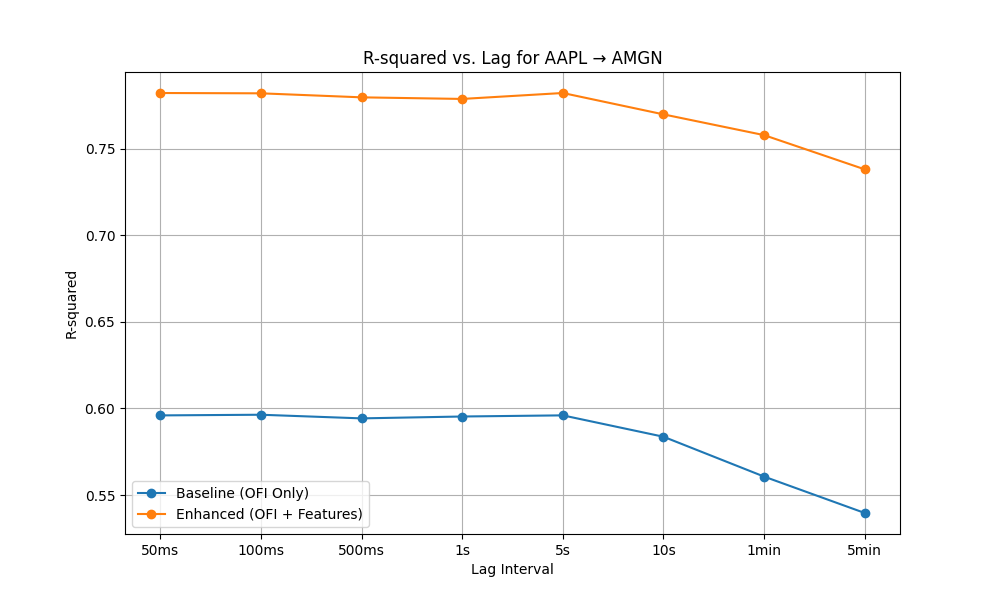 R-squared vs. Lag for AAPL → AMGN
0.75
0.70
0.65
0.60
0.55
R-squared
Baseline (OFI Only)
Enhanced (OFI + Features)
50ms 100ms 500ms 1s 5s 10s 1min 5min
Lag Interval